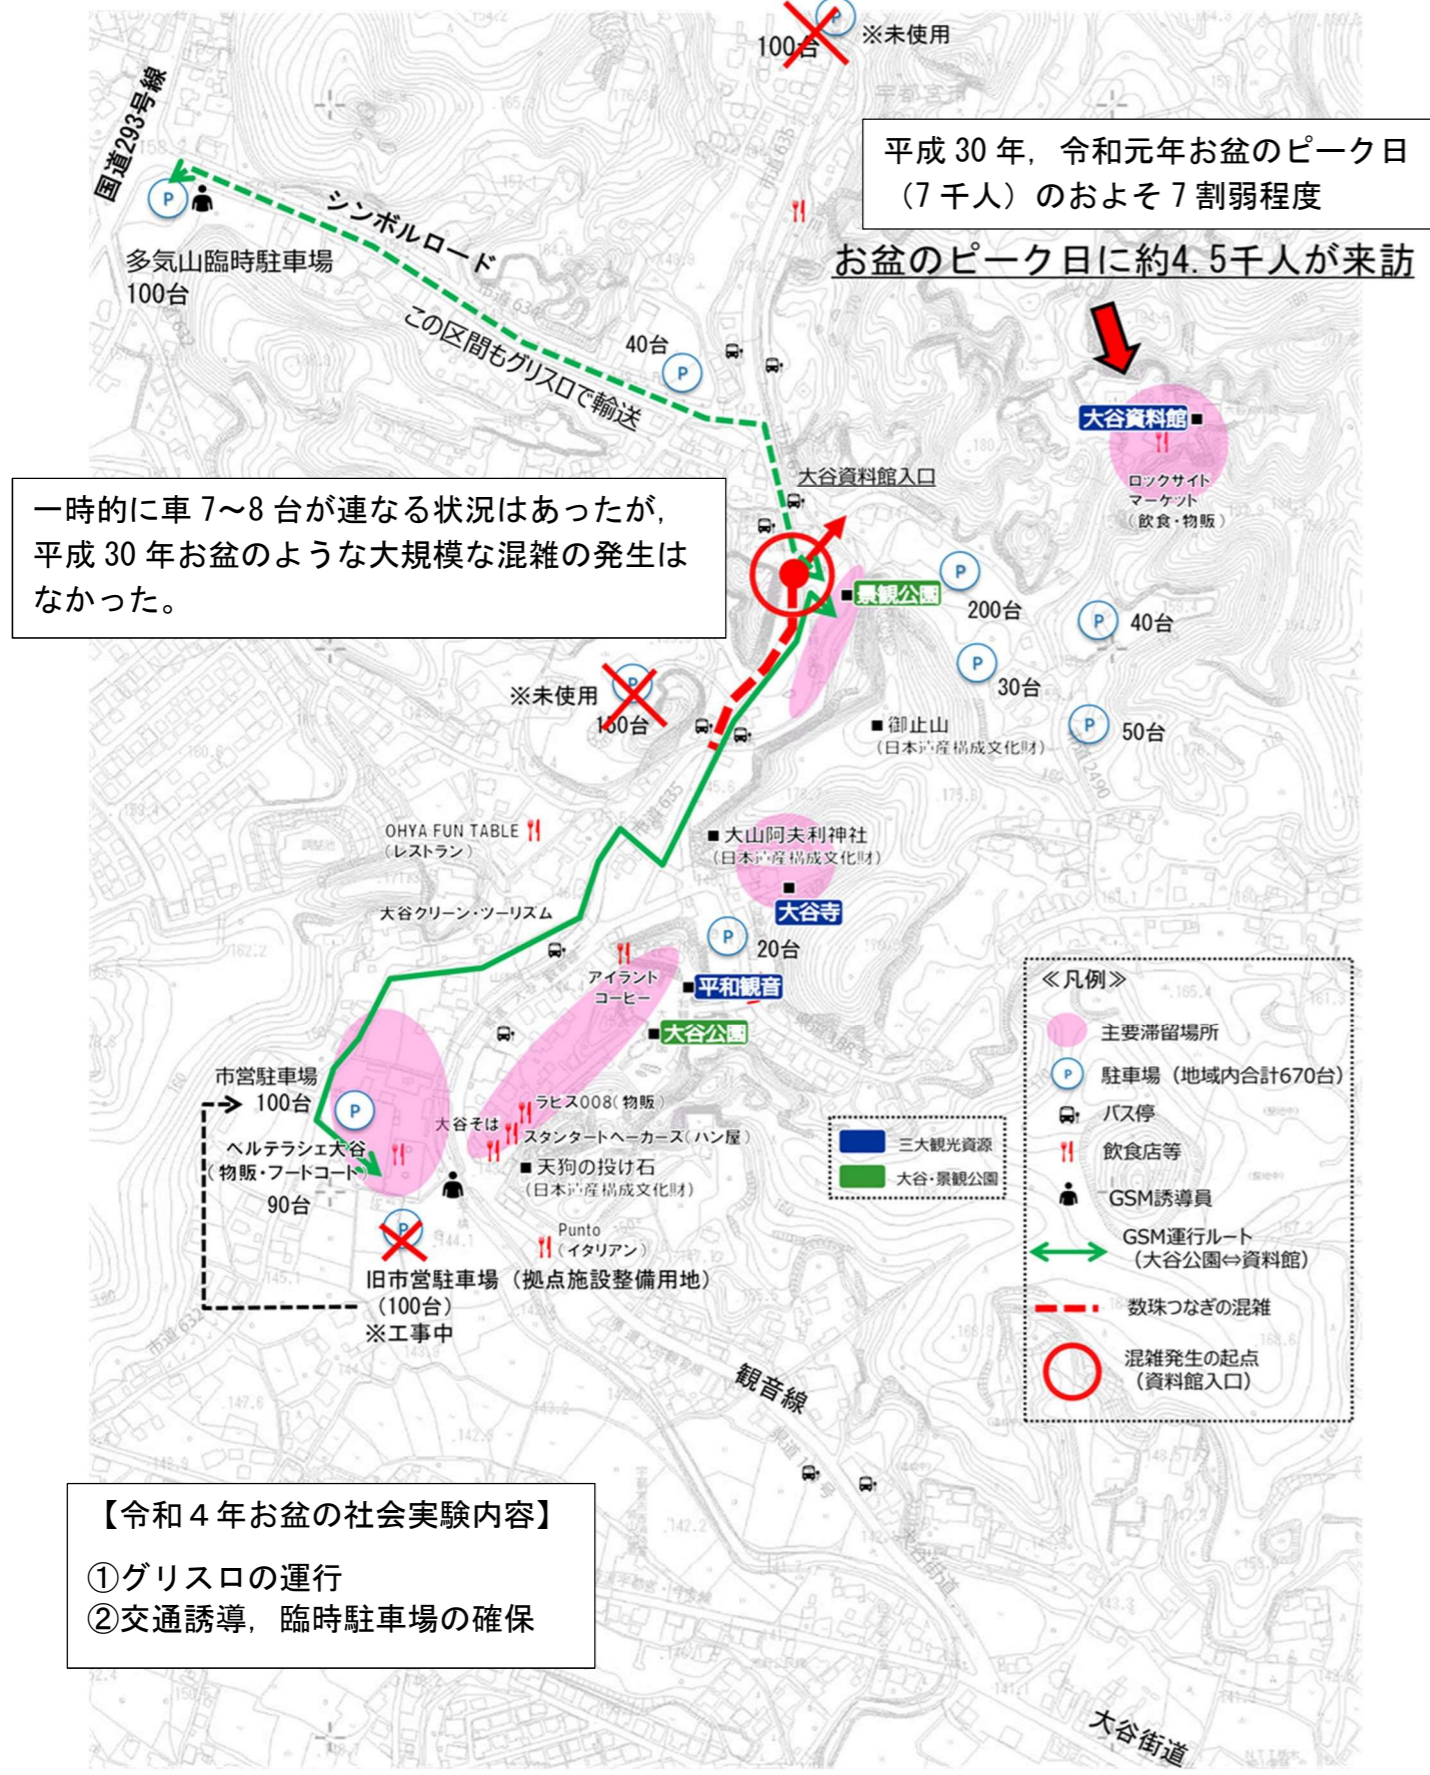 100台
※未使用
国道293号線
平成 30 年，令和元年お盆のピーク日
（7 千人）のおよそ 7 割弱程度
お盆のピーク日に約4.5千人が来訪
シンボルロード
多気山臨時駐車場
100台
この区間もグリスロで輸送
40台
大谷資料館
ロックサイト
マーケット
（飲食・物販）
大谷資料館入口
一時的に車 7～8 台が連なる状況はあったが，
平成 30 年お盆のような大規模な混雑の発生は
なかった。
景観公園
200台
40台
30台
50台
※未使用
150台
■御止山
（日本遺産構成文化財）
市道635
OHYA FUN TABLE
（レストラン）
■大山阿夫利神社
（日本遺産構成文化財）
大谷寺
大谷クリーン・ツーリズム
20台
アイラント
コーヒー
平和観音
大谷公園
市営駐車場
100台
ベルテラシェ大谷
（物販・フードコート）
90台
大谷そば
ラビス008(物販)
スタンタートヘーカーズ(ハン屋)
■天狗の投け石
（日本遺産構成文化財）
Punto
（イタリアン）
旧市営駐車場（拠点施設整備用地）
（100台）
※工事中
市道632
観音線
三大観光資源
大谷・景観公園
≪凡例≫
主要滞留場所
駐車場（地域内合計670台）
バス停
飲食店等
GSM誘導員
GSM運行ルート
（大谷公園⇔資料館）
数珠つなぎの混雑
混雑発生の起点
（資料館入口）
【令和４年お盆の社会実験内容】
①グリスロの運行
②交通誘導，臨時駐車場の確保
大谷街道